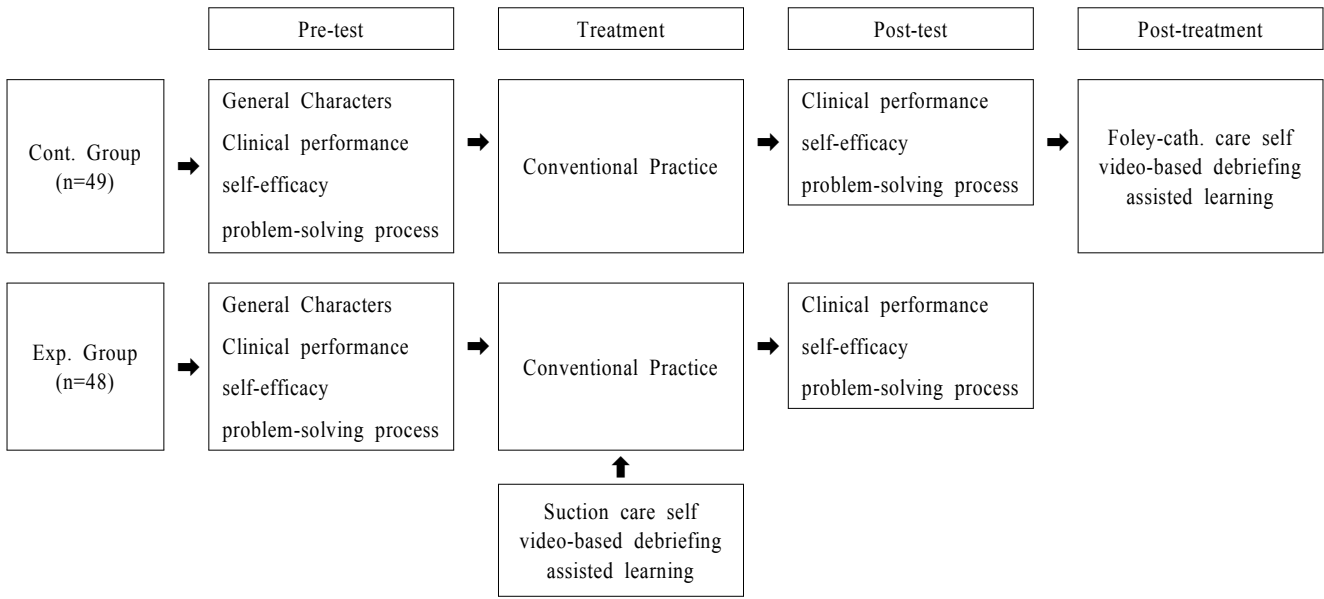 Pre-test
Treatment
Post-test
Post-treatment
Cont. Group
(n=49)
General Characters
Clinical performance
self-efficacy
problem-solving process
Conventional Practice
Clinical performance
self-efficacy
problem-solving process
Foley-cath. care self
video-based debriefing
assisted learning
Exp. Group
(n=48)
General Characters
Clinical performance
self-efficacy
problem-solving process
Conventional Practice
Clinical performance
self-efficacy
problem-solving process
Suction care self
video-based debriefing
assisted learning